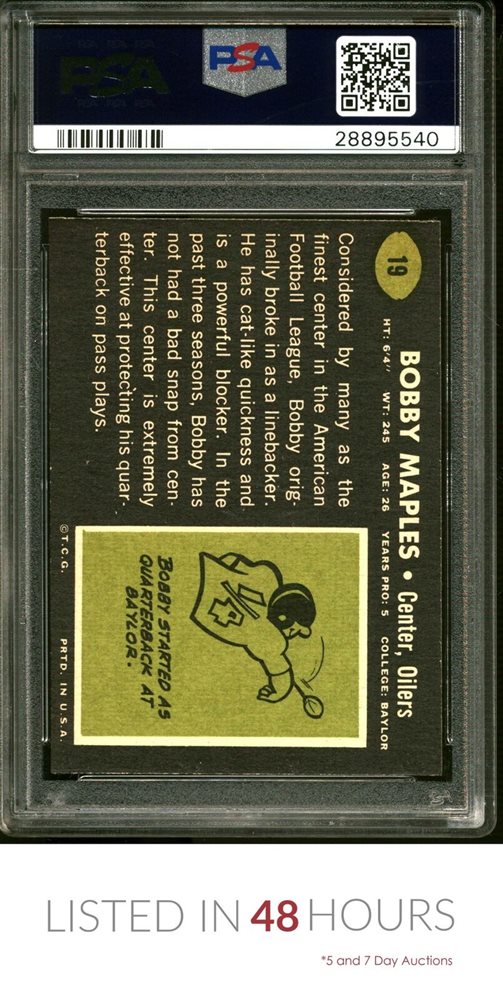 PSA
PSA
28895540
19
BOBBY MAPLES • Center, Oilers
HT: 6'4" WT: 245 AGE: 26 YEARS PRO: 5 COLLEGE: BAYLOR
Considered by many as the
finest center in the American
Football League, Bobby orig-
inally broke in as a linebacker.
He has cat-like quickness and
is a powerful blocker. In the
past three seasons, Bobby has
not had a bad snap from cen-
ter. This center is extremely
effective at protecting his quar-
terback on pass plays.
1/4
BOBBY STARTED AS
QUARTERBACK AT
BAYLOR.
© T.C.G. PRTD. IN U.S.A.
LISTED IN 48 HOURS
*5 and 7 Day Auctions